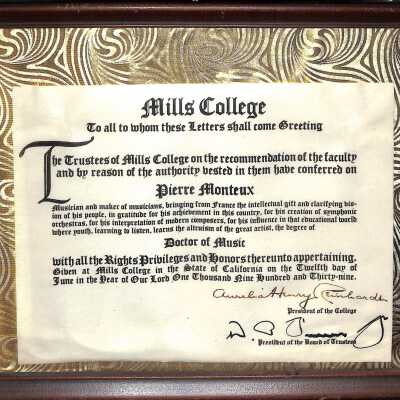 Mills College
To all to whom these Letters shall come Greeting
The Trustees of Mills College on the recommendation of the faculty
and by reason of the authority vested in them have conferred on
Pierre Monteux
Musician and maker of musicians, bringing from France the intellectual gift and clarifying vis-
ion of his people, in gratitude for his achievement in this country, for his creation of symphonic
orchestras, for his interpretation of modern composers, for his influence in that educational world
where youth, learning to listen, learns the altruism of the great artist, the degree of
Doctor of Music
with all the Rights Privileges and Honors thereunto appertaining.
Given at Mills College in the State of California on the Twelfth day of
June in the Year of Our Lord One Thousand Nine Hundred and Thirty-nine.
Aurelia Henry Reinhardt
President of the College
President of the Board of Trustees